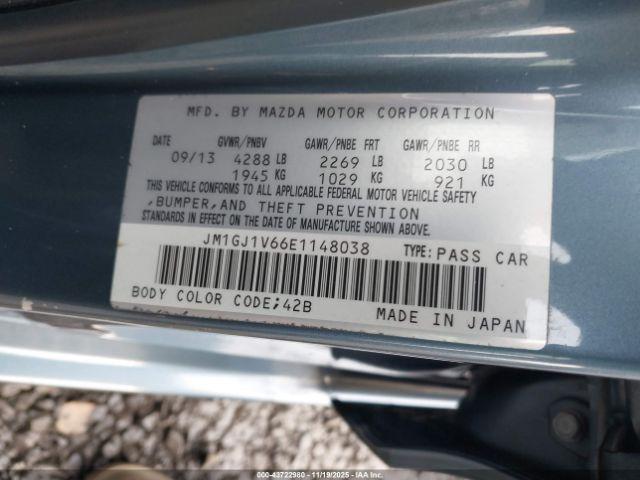 MFD. BY MAZDA MOTOR CORPORATION
DATE GVWR/PNBV GAWR/PNBE FRT GAWR/PNBE RR
09/13 4288 LB 2269 LB 2030 LB
1945 KG 1029 KG 921 KG
THIS VEHICLE CONFORMS TO ALL APPLICABLE FEDERAL MOTOR VEHICLE SAFETY
,BUMPER,AND THEFT PREVENTION
STANDARDS IN EFFECT ON THE DATE OF MANUFACTURE SHOWN ABOVE.
JM1GJ1V66E1148038 TYPE: PASS CAR
BODY COLOR CODE;42B
MADE IN JAPAN
000-43722980 - 11/19/2025 - IAAI.COM